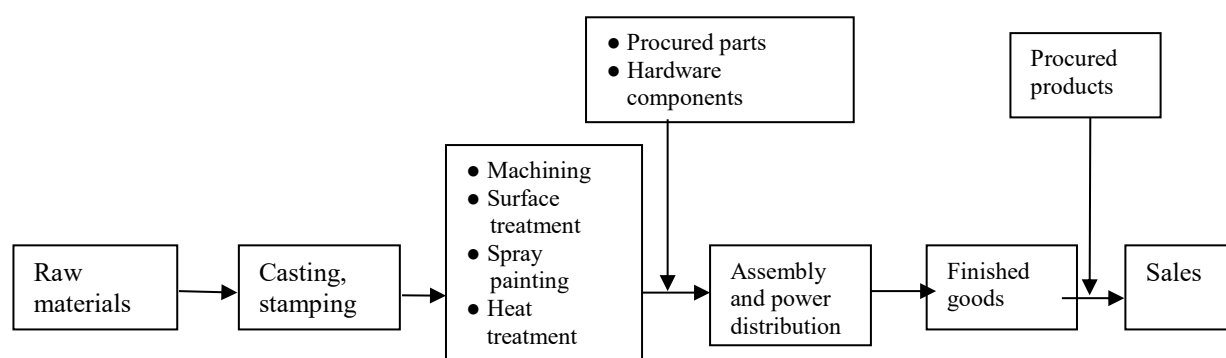 ● Procured parts
● Hardware
components
Procured
products
● Machining
● Surface
treatment
● Spray
painting
● Heat
treatment
Raw
materials
Casting,
stamping
Assembly
and power
distribution
Finished
goods
Sales